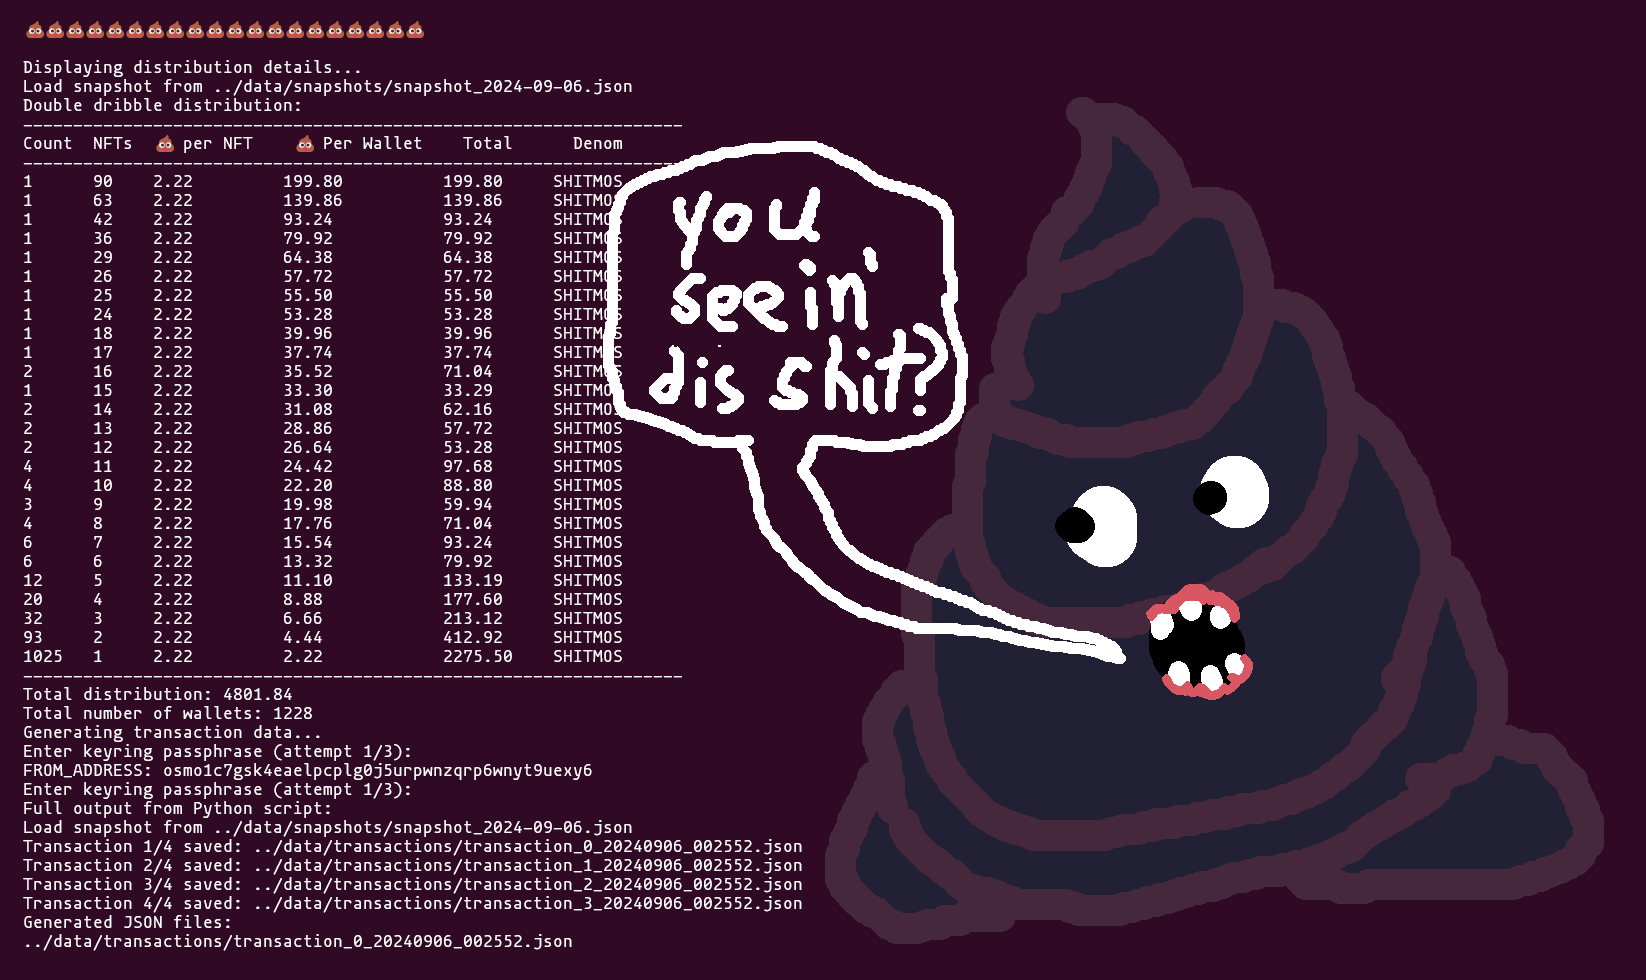 💩💩💩💩💩💩💩💩💩💩💩💩💩💩💩💩💩💩💩💩
Displaying distribution details...
Load snapshot from ../data/snapshots/snapshot_2024-09-06.json
Double dribble distribution:
------------------------------------------------------------------
Count NFTs 💩 per NFT 💩 Per Wallet Total Denom
------------------------------------------------------------------
1 90 2.22 199.80 199.80 SHITMOS
1 63 2.22 139.86 139.86 SHITMOS
1 42 2.22 93.24 93.24 SHITMOS
1 36 2.22 79.92 79.92 SHITMOS
1 29 2.22 64.38 64.38 SHITMOS
1 26 2.22 57.72 57.72 SHITMOS
1 25 2.22 55.50 55.50 SHITMOS
1 24 2.22 53.28 53.28 SHITMOS
1 18 2.22 39.96 39.96 SHITMOS
1 17 2.22 37.74 37.74 SHITMOS
2 16 2.22 35.52 71.04 SHITMOS
1 15 2.22 33.30 33.29 SHITMOS
2 14 2.22 31.08 62.16 SHITMOS
2 13 2.22 28.86 57.72 SHITMOS
2 12 2.22 26.64 53.28 SHITMOS
4 11 2.22 24.42 97.68 SHITMOS
4 10 2.22 22.20 88.80 SHITMOS
3 9 2.22 19.98 59.94 SHITMOS
4 8 2.22 17.76 71.04 SHITMOS
6 7 2.22 15.54 93.24 SHITMOS
6 6 2.22 13.32 79.92 SHITMOS
12 5 2.22 11.10 133.19 SHITMOS
20 4 2.22 8.88 177.60 SHITMOS
32 3 2.22 6.66 213.12 SHITMOS
93 2 2.22 4.44 412.92 SHITMOS
1025 1 2.22 2.22 2275.50 SHITMOS
------------------------------------------------------------------
Total distribution: 4801.84
Total number of wallets: 1228
Generating transaction data...
Enter keyring passphrase (attempt 1/3):
FROM_ADDRESS: osmo1c7gsk4eaelpcplg0j5urpwnzqrp6wnyt9uexy6
Enter keyring passphrase (attempt 1/3):
Full output from Python script:
Load snapshot from ../data/snapshots/snapshot_2024-09-06.json
Transaction 1/4 saved: ../data/transactions/transaction_0_20240906_002552.json
Transaction 2/4 saved: ../data/transactions/transaction_1_20240906_002552.json
Transaction 3/4 saved: ../data/transactions/transaction_2_20240906_002552.json
Transaction 4/4 saved: ../data/transactions/transaction_3_20240906_002552.json
Generated JSON files:
../data/transactions/transaction_0_20240906_002552.json
you
seein'
dis shit?